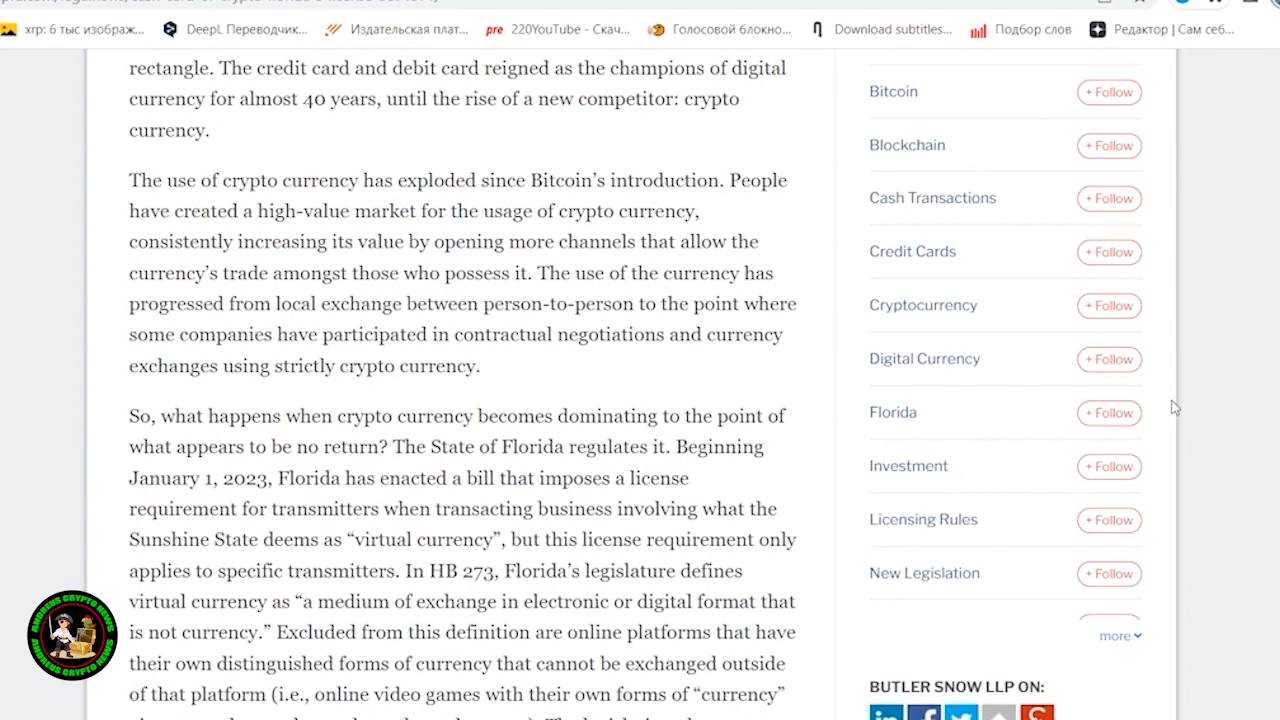 xrp: 6 тыс изображ...
DeepL Переводчик...
Издательская плат...
pre 220YouTube - Скач...
Голосовой блокно...
Download subtitles...
Подбор слов
Редактор | Сам себ...
rectangle. The credit card and debit card reigned as the champions of digital
currency for almost 40 years, until the rise of a new competitor: crypto
currency.
The use of crypto currency has exploded since Bitcoin’s introduction. People
have created a high-value market for the usage of crypto currency,
consistently increasing its value by opening more channels that allow the
currency’s trade amongst those who possess it. The use of the currency has
progressed from local exchange between person-to-person to the point where
some companies have participated in contractual negotiations and currency
exchanges using strictly crypto currency.
So, what happens when crypto currency becomes dominating to the point of
what appears to be no return? The State of Florida regulates it. Beginning
January 1, 2023, Florida has enacted a bill that imposes a license
requirement for transmitters when transacting business involving what the
Sunshine State deems as “virtual currency”, but this license requirement only
applies to specific transmitters. In HB 273, Florida’s legislature defines
virtual currency as “a medium of exchange in electronic or digital format that
is not currency.” Excluded from this definition are online platforms that have
their own distinguished forms of currency that cannot be exchanged outside
of that platform (i.e., online video games with their own forms of “currency”
Bitcoin + Follow
Blockchain + Follow
Cash Transactions + Follow
Credit Cards + Follow
Cryptocurrency + Follow
Digital Currency + Follow
Florida + Follow
Investment + Follow
Licensing Rules + Follow
New Legislation + Follow
more
BUTLER SNOW LLP ON:
ANDREUS CRYPTO NEWS
ANDREUS CRYPTO NEWS